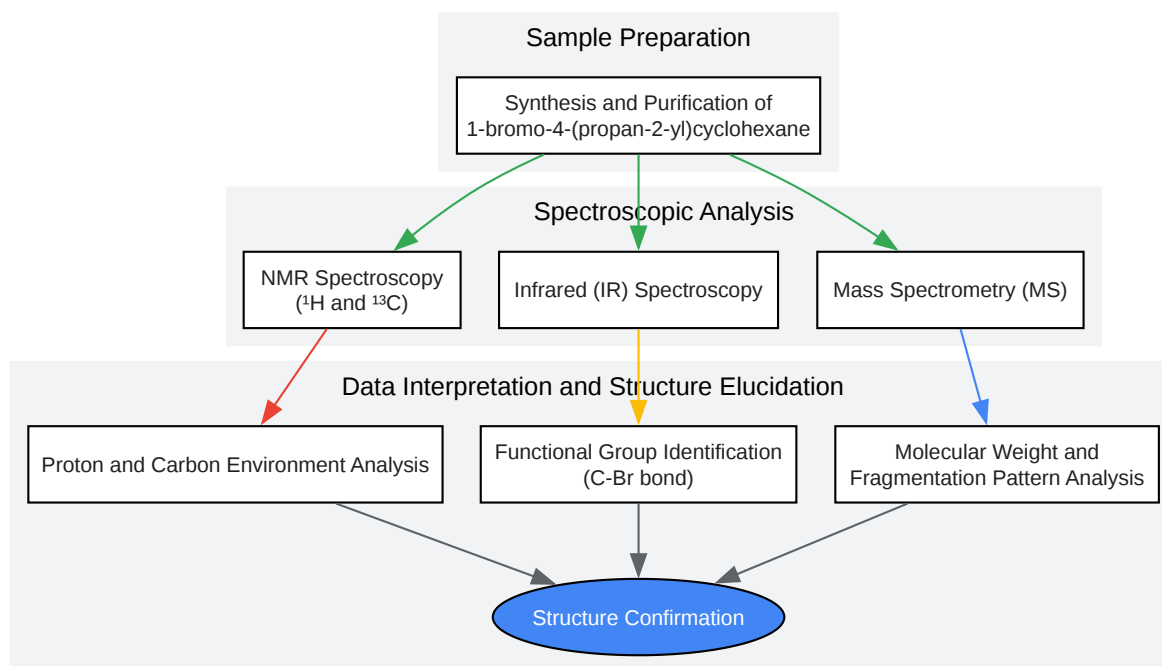 Sample Preparation
Synthesis and Purification of
1-bromo-4-(propan-2-yl)cyclohexane
Spectroscopic Analysis
NMR Spectroscopy
(¹H and ¹³C)
Infrared (IR) Spectroscopy
Mass Spectrometry (MS)
Data Interpretation and Structure Elucidation
Proton and Carbon Environment Analysis
Functional Group Identification
(C-Br bond)
Molecular Weight and
Fragmentation Pattern Analysis
Structure Confirmation